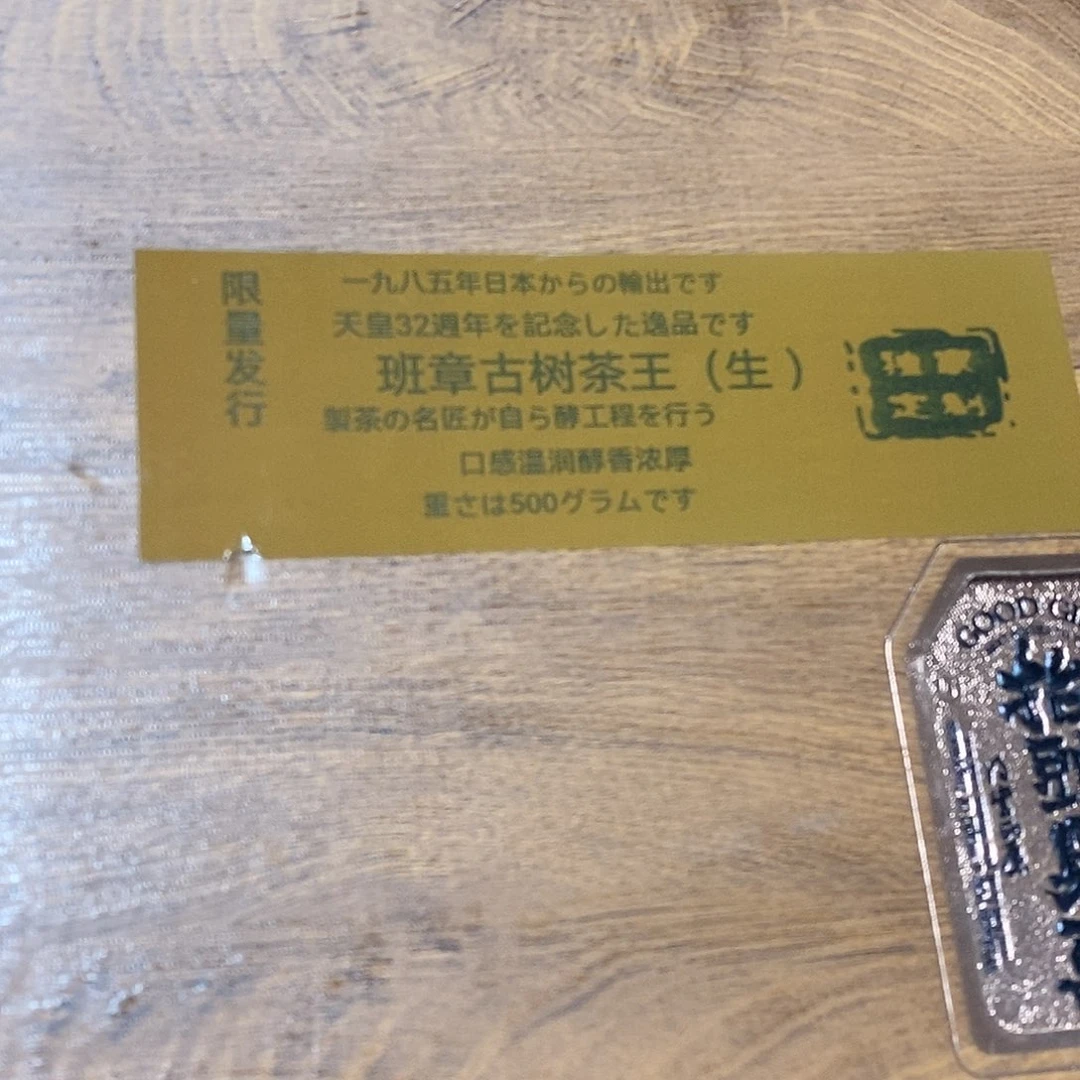 限量发行
一九八五年日本からの輸出です
天皇32週年を記念した逸品です
班章古树茶王（生）
製茶の名匠が自ら酵工程を行う
口感温润醇香浓厚
重さは500グラムです
GOOD